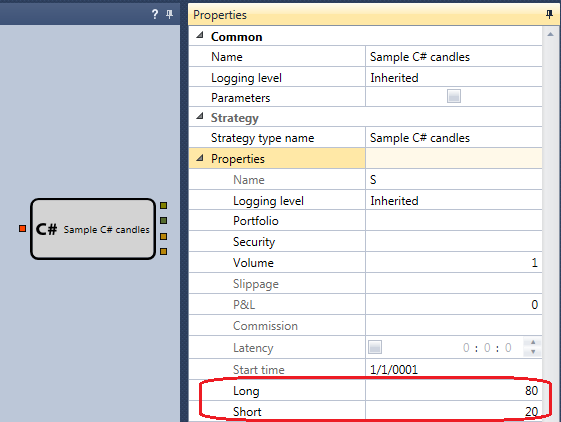 ?
Properties
Common
Name Sample C# candles
Logging level Inherited
Parameters
Strategy
Strategy type name Sample C# candles
Properties
Name S
Logging level Inherited
Portfolio
Security
Volume 1
Slippage
P&L 0
Commission
Latency 0 : 0 : 0
Start time 1/1/0001
Long 80
Short 20
C# Sample C# candles